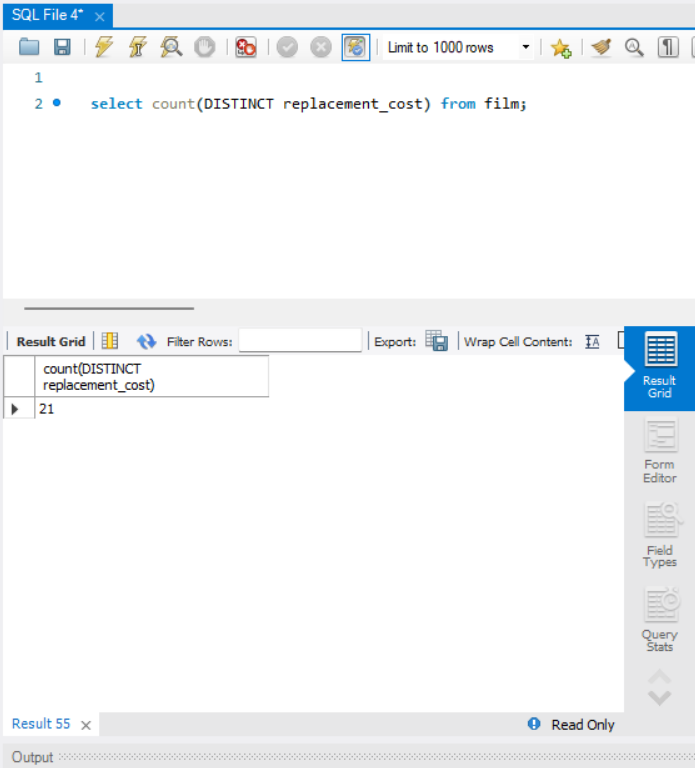 SQL File 4*
Limit to 1000 rows
1
2 select count(DISTINCT replacement_cost) from film;
Result Grid Filter Rows: Export: Wrap Cell Content:
count(DISTINCT
replacement_cost)
21
Result
Grid
Form
Editor
Field
Types
Query
Stats
Result 55 Read Only
Output